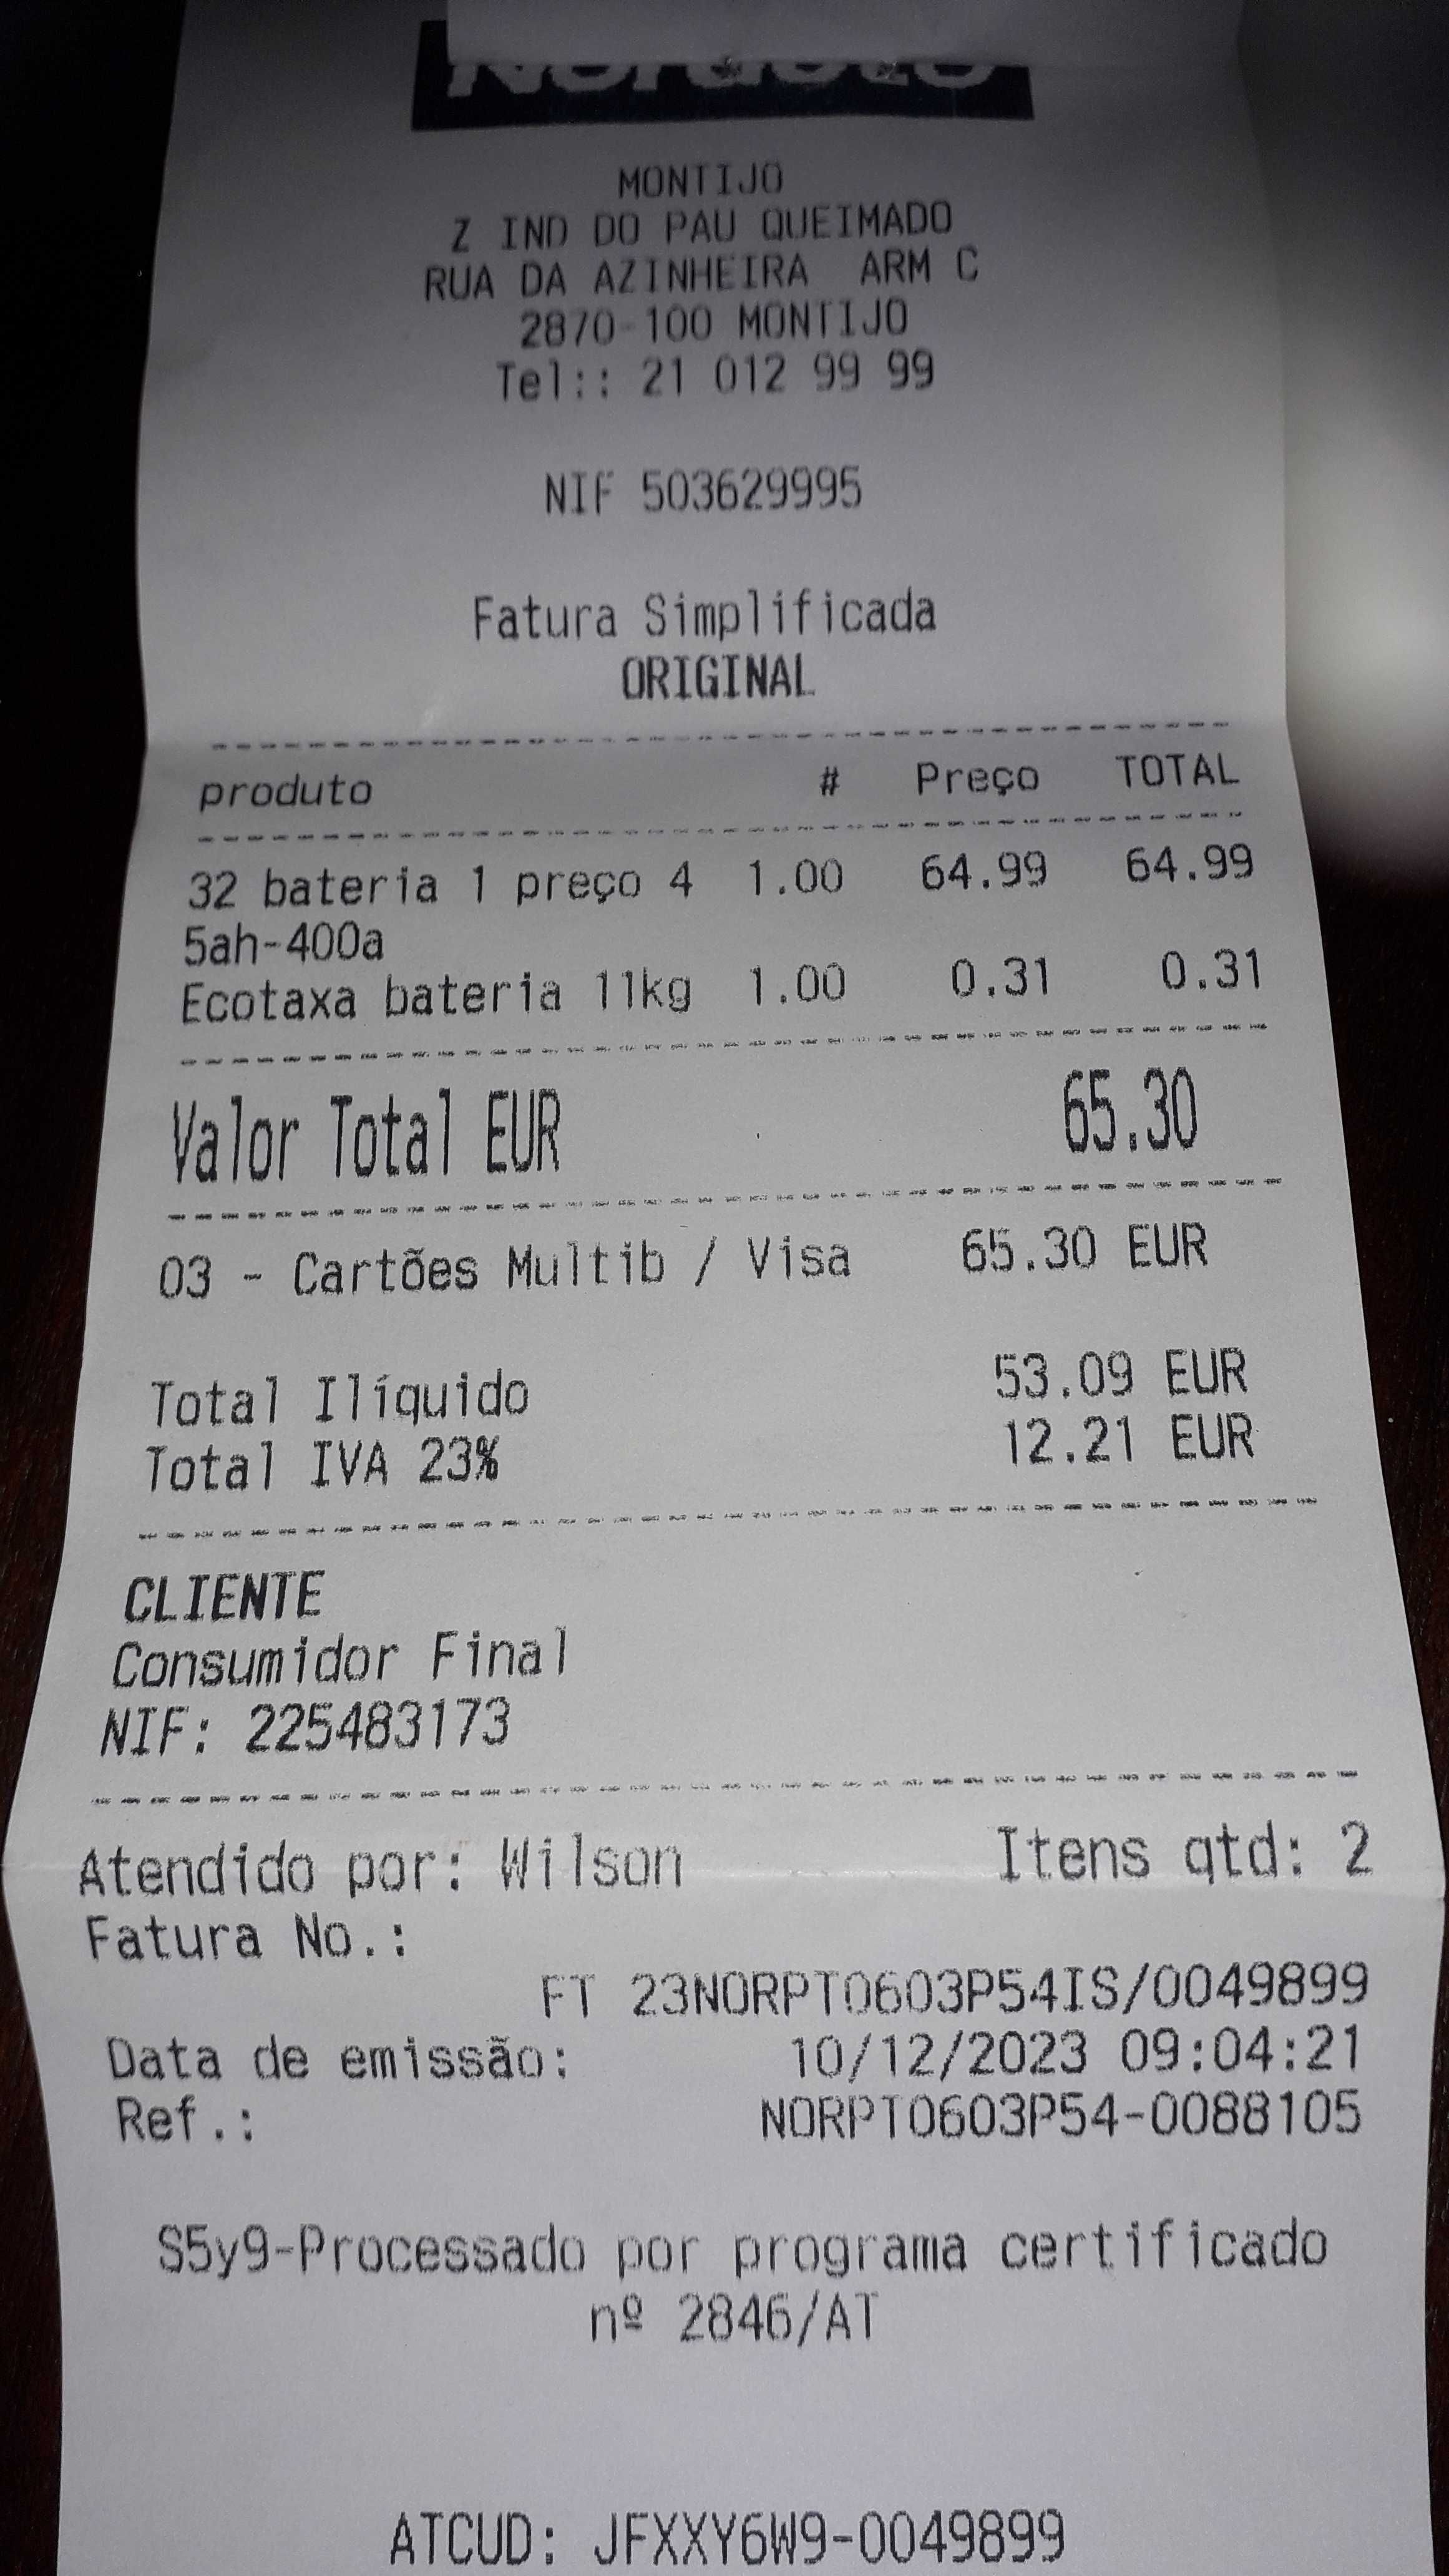 MONTIJO
Z IND DO PAU QUEIMADO
RUA DA AZINHEIRA ARM C
2870-100 MONTIJO
Tel:: 21 012 99 99
NIF 503629995
Fatura Simplificada
ORIGINAL
produto # Preço TOTAL
32 bateria 1 preço 4 1.00 64.99 64.99
5ah-400a
Ecotaxa bateria 11kg 1.00 0.31 0.31
Valor Total EUR 65.30
03 - Cartões Multib / Visa 65.30 EUR
Total Ilíquido 53.09 EUR
Total IVA 23% 12.21 EUR
CLIENTE
Consumidor Final
NIF: 225483173
Atendido por: Wilson Itens qtd: 2
Fatura No.:
FT 23NORPT0603P54IS/0049899
Data de emissão: 10/12/2023 09:04:21
Ref.: NORPT0603P54-0088105
S5y9-Processado por programa certificado
nº 2846/AT
ATCUD: JFXXY6W9-0049899